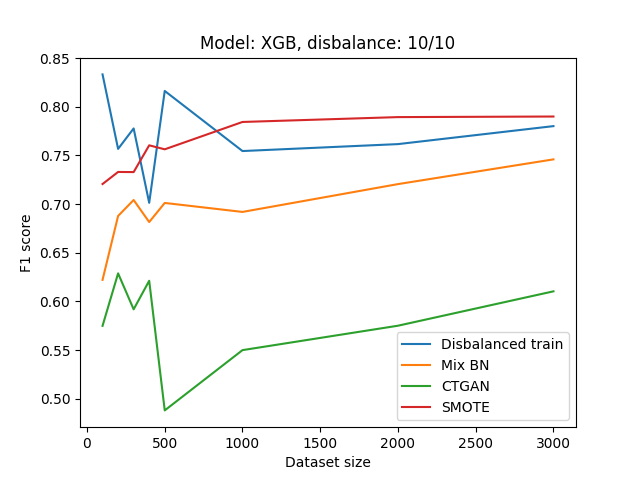 Model: XGB, disbalance: 10/10
F1 score
0.85
0.80
0.75
0.70
0.65
0.60
0.55
0.50
Disbalanced train
Mix BN
CTGAN
SMOTE
0 500 1000 1500 2000 2500 3000
Dataset size